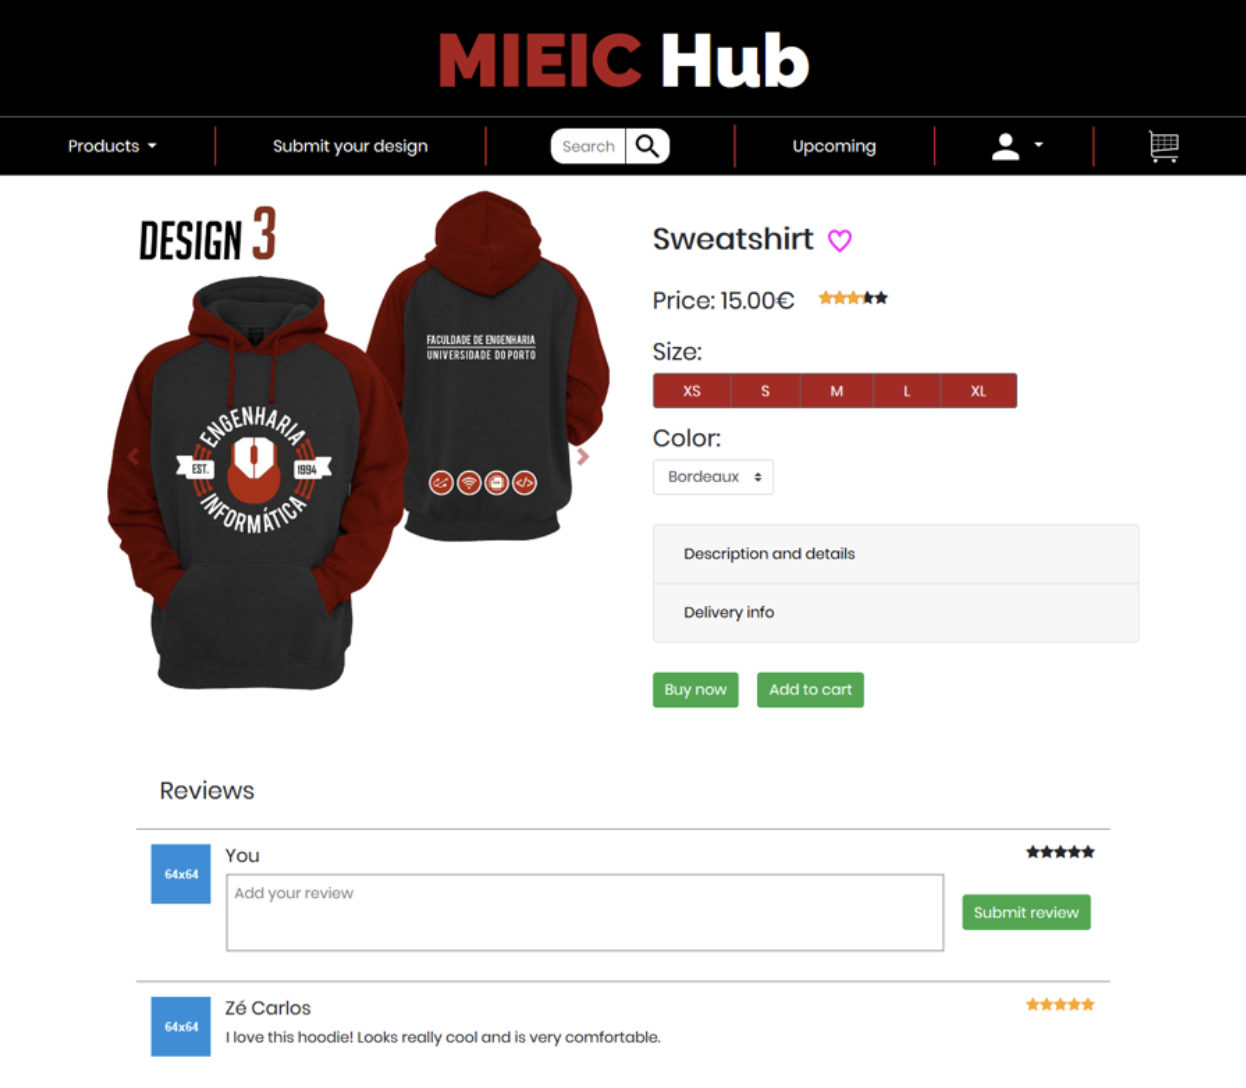 MIEIC Hub
Products
Submit your design
Search
Upcoming
DESIGN 3
ENGENHARIA
EST. 1994
INFORMÁTICA
FACULDADE DE ENGENHARIA
UNIVERSIDADE DO PORTO
</>
Sweatshirt
Price: 15.00€
Size:
XS S M L XL
Color:
Bordeaux
Description and details
Delivery info
Buy now Add to cart
Reviews
64x64
You
Add your review
Submit review
64x64
Zé Carlos
I love this hoodie! Looks really cool and is very comfortable.